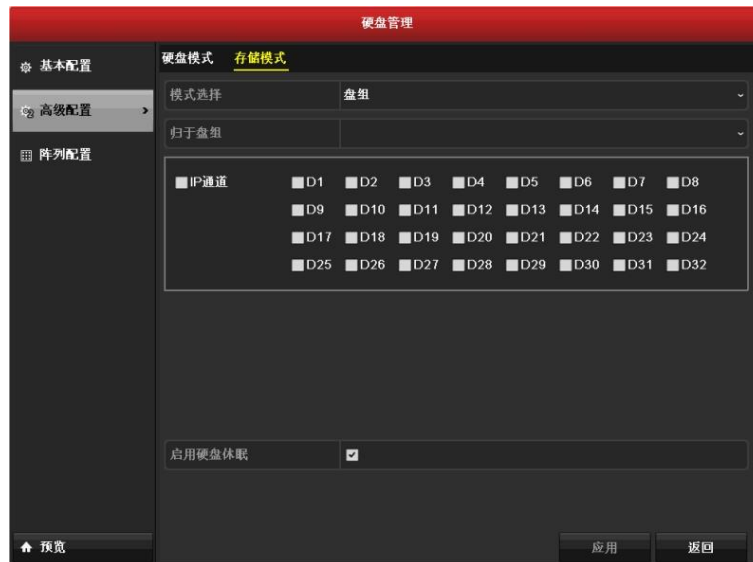 硬盘管理
基本配置
高级配置
阵列配置
硬盘模式 存储模式
模式选择 盘组
归于盘组
IP通道 D1 D2 D3 D4 D5 D6 D7 D8
D9 D10 D11 D12 D13 D14 D15 D16
D17 D18 D19 D20 D21 D22 D23 D24
D25 D26 D27 D28 D29 D30 D31 D32
启用硬盘休眠
预览 应用 返回